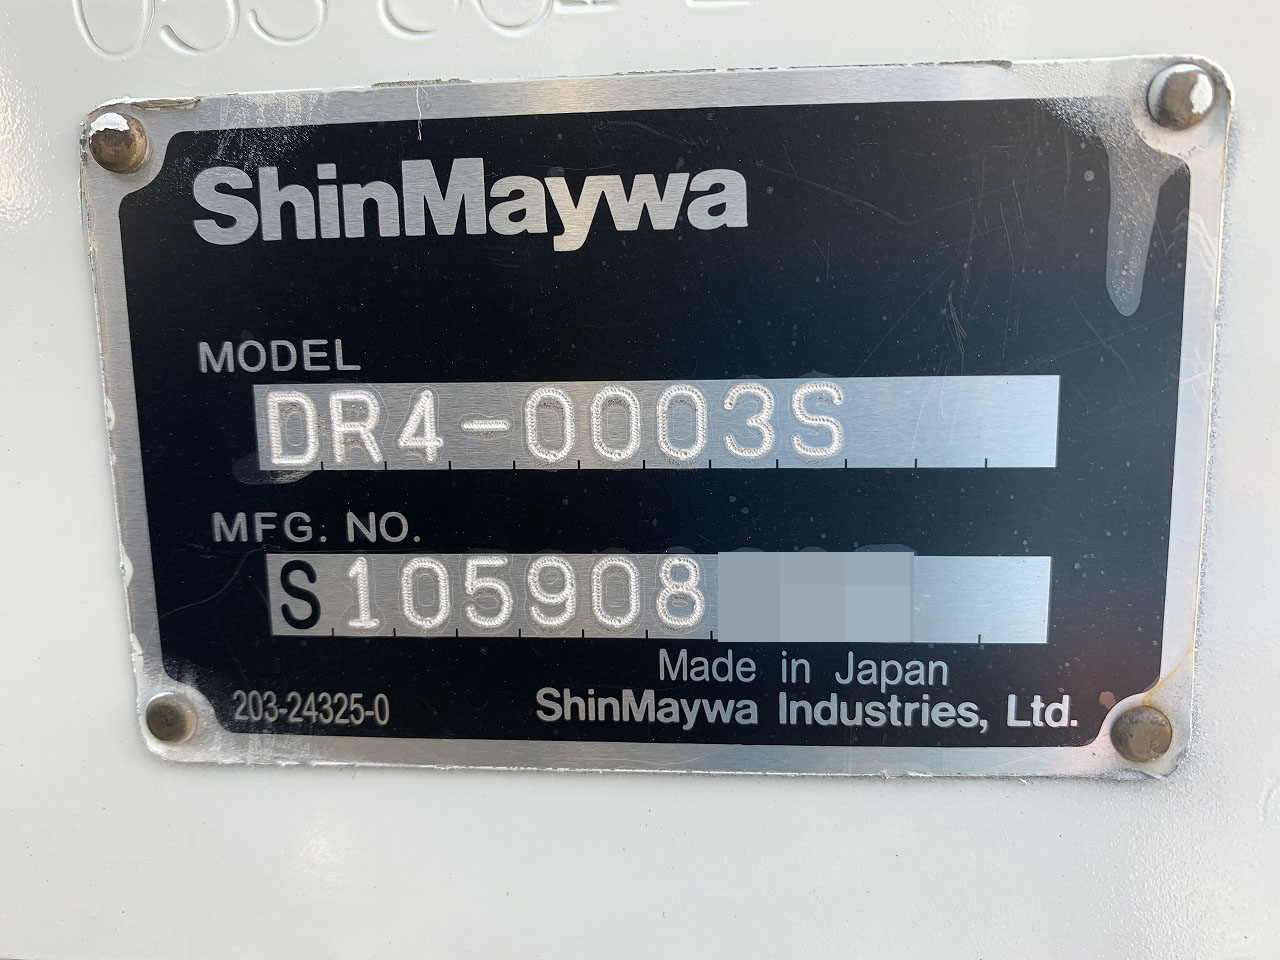 ShinMaywa
MODEL
DR4-0003S
MFG. NO.
S105908
Made in Japan
203-24325-0
ShinMaywa Industries, Ltd.